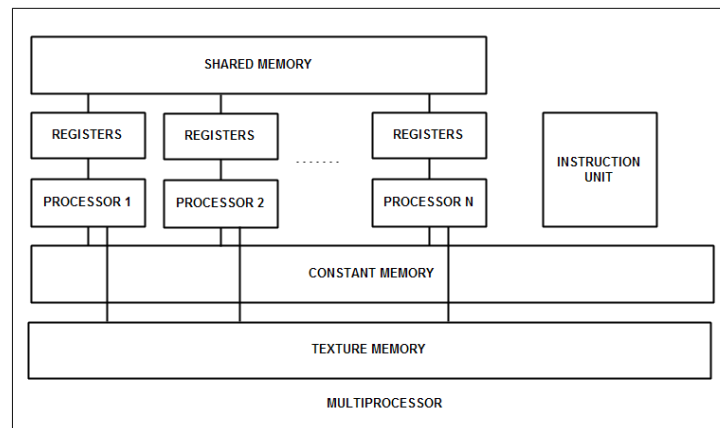 SHARED MEMORY
REGISTERS
REGISTERS
REGISTERS
.......
INSTRUCTION
UNIT
PROCESSOR 1
PROCESSOR 2
PROCESSOR N
CONSTANT MEMORY
TEXTURE MEMORY
MULTIPROCESSOR